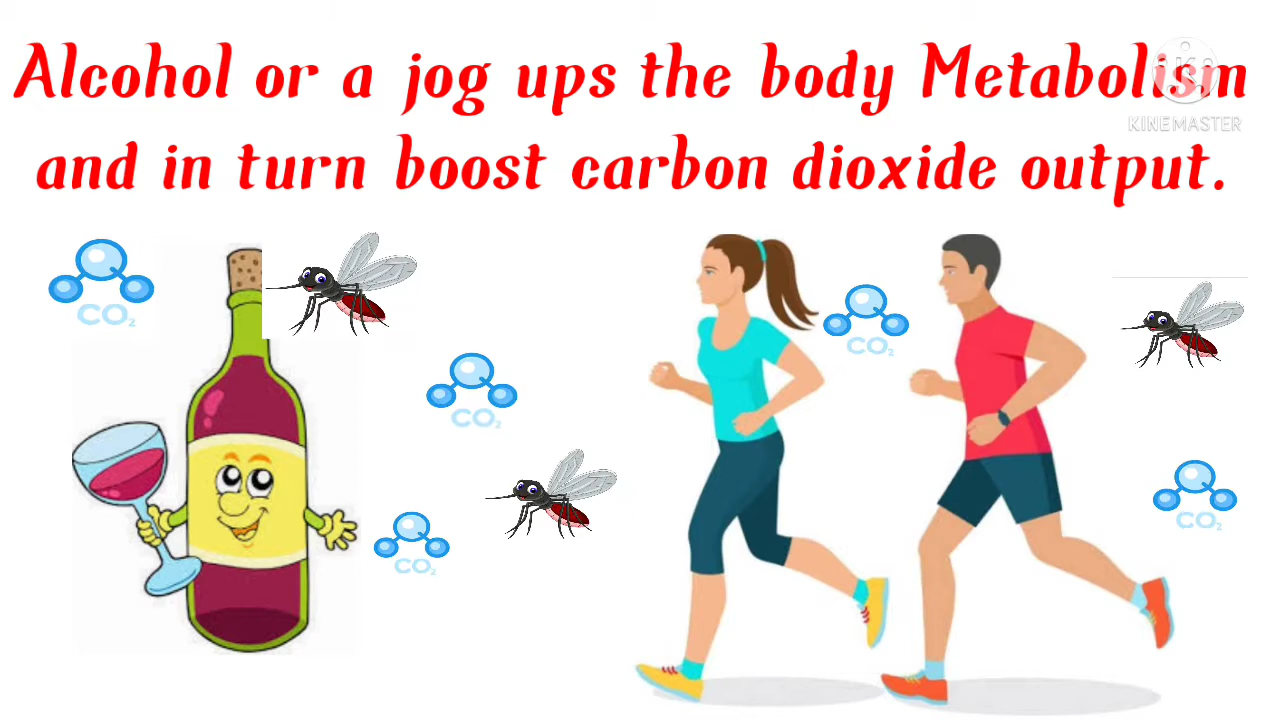 Alcohol or a jog ups the body Metabolism
and in turn boost carbon dioxide output.
KINEMASTER
CO₂
CO₂
CO₂
CO₂
CO₂